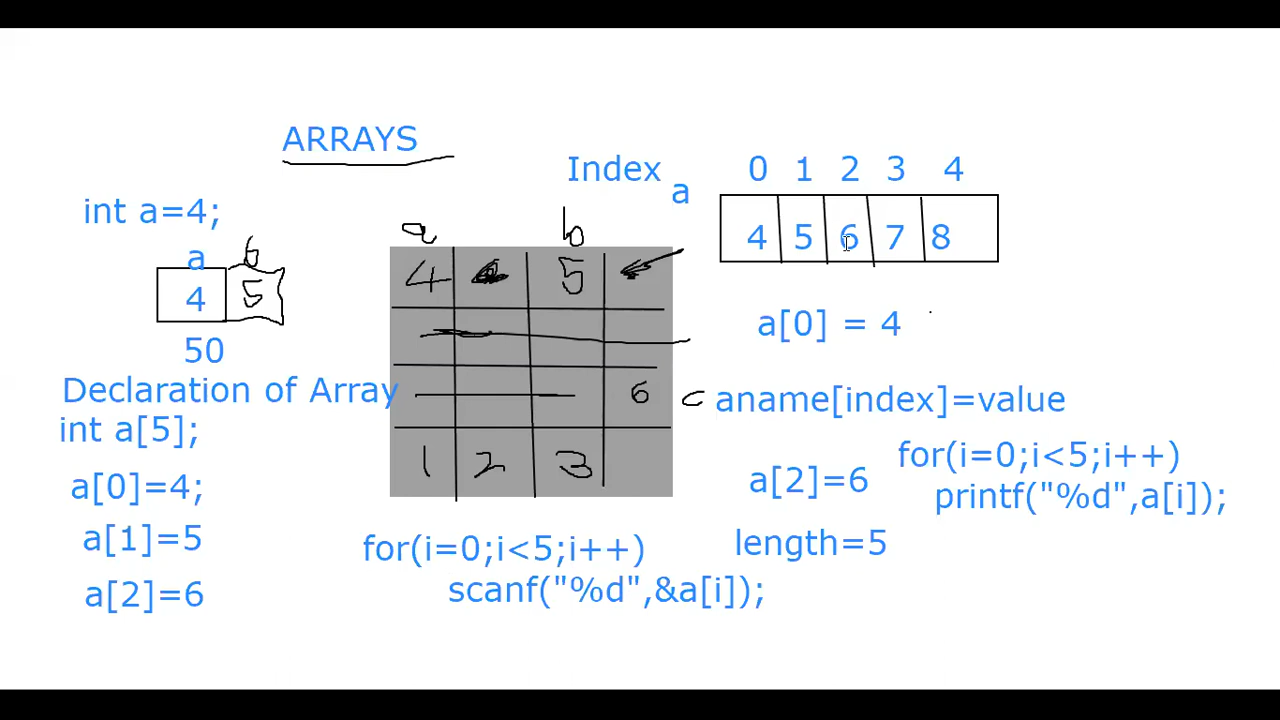 ARRAYS
int a=4;
a
b
4
5
50
Declaration of Array
int a[5];
a[0]=4;
a[1]=5
a[2]=6
a
b
4
5
6
c
1 2 3
for(i=0;i<5;i++)
scanf("%d",&a[i]);
Index
0 1 2 3 4
a
4 5 6 7 8
a[0] = 4
aname[index]=value
a[2]=6
length=5
for(i=0;i<5;i++)
printf("%d",a[i]);